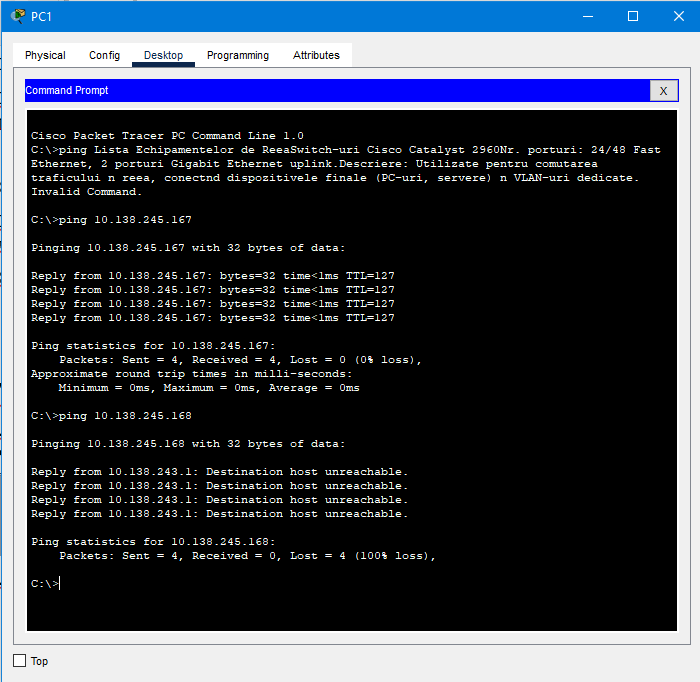 PC1
Physical Config Desktop Programming Attributes
Command Prompt X
Cisco Packet Tracer PC Command Line 1.0
C:\>ping Lista Echipamentelor de ReeaSwitch-uri Cisco Catalyst 2960Nr. porturi: 24/48 Fast
Ethernet, 2 porturi Gigabit Ethernet uplink.Descriere: Utilizate pentru comutarea
traficului n reea, conectnd dispozitivele finale (PC-uri, servere) n VLAN-uri dedicate.
Invalid Command.
C:\>ping 10.138.245.167
Pinging 10.138.245.167 with 32 bytes of data:
Reply from 10.138.245.167: bytes=32 time<1ms TTL=127
Reply from 10.138.245.167: bytes=32 time<1ms TTL=127
Reply from 10.138.245.167: bytes=32 time<1ms TTL=127
Reply from 10.138.245.167: bytes=32 time<1ms TTL=127
Ping statistics for 10.138.245.167:
Packets: Sent = 4, Received = 4, Lost = 0 (0% loss),
Approximate round trip times in milli-seconds:
Minimum = 0ms, Maximum = 0ms, Average = 0ms
C:\>ping 10.138.245.168
Pinging 10.138.245.168 with 32 bytes of data:
Reply from 10.138.243.1: Destination host unreachable.
Reply from 10.138.243.1: Destination host unreachable.
Reply from 10.138.243.1: Destination host unreachable.
Reply from 10.138.243.1: Destination host unreachable.
Ping statistics for 10.138.245.168:
Packets: Sent = 4, Received = 0, Lost = 4 (100% loss),
C:\>
Top